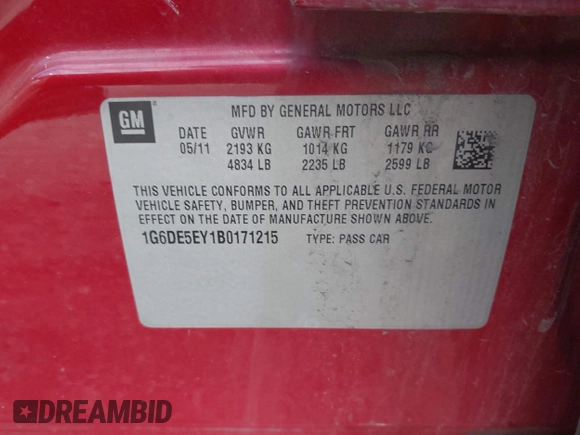 GM
MFD BY GENERAL MOTORS LLC
DATE GVWR GAWR FRT GAWR RR
05/11 2193 KG 1014 KG 1179 KG
4834 LB 2235 LB 2599 LB
THIS VEHICLE CONFORMS TO ALL APPLICABLE U.S. FEDERAL MOTOR
VEHICLE SAFETY, BUMPER, AND THEFT PREVENTION STANDARDS IN
EFFECT ON THE DATE OF MANUFACTURE SHOWN ABOVE.
1G6DE5EY1B0171215 TYPE: PASS CAR
DREAMBID